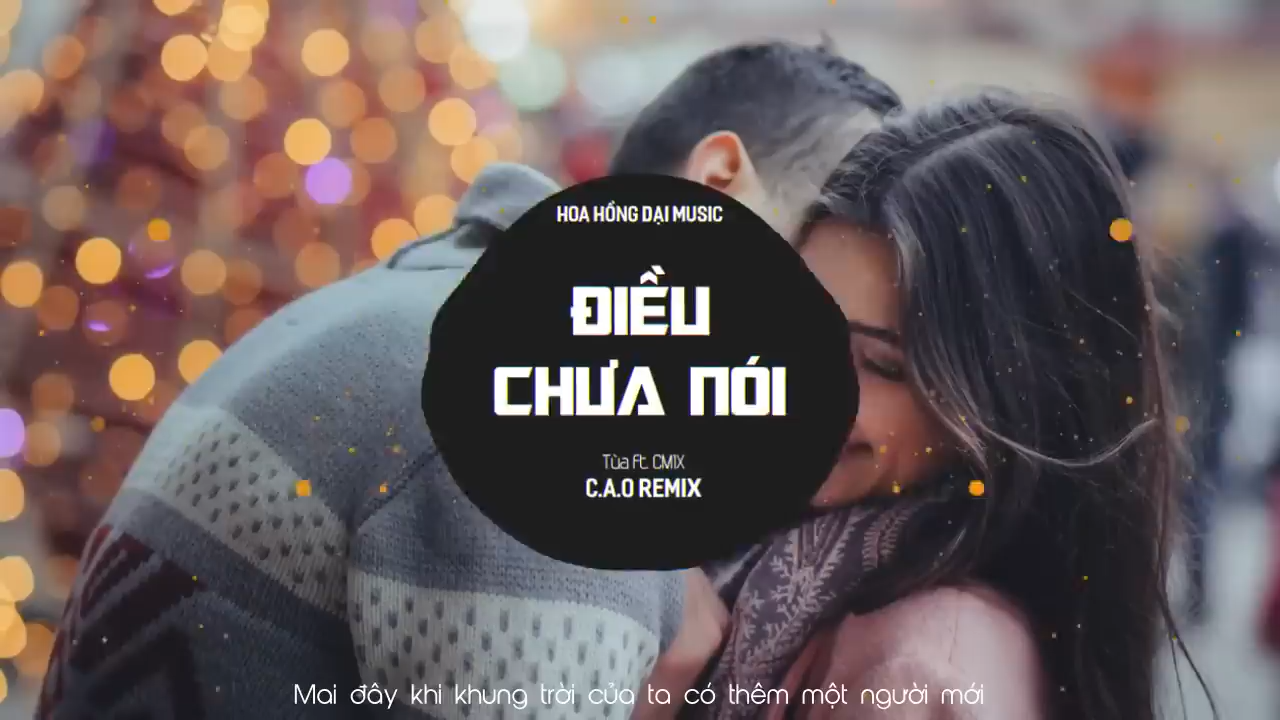 HOA HỒNG DẠI MUSIC
ĐIỀU
CHƯA NÓI
Tùa Ft. CM1X
C.A.O REMIX
Mai đây khi khung trời của ta có thêm một người mới